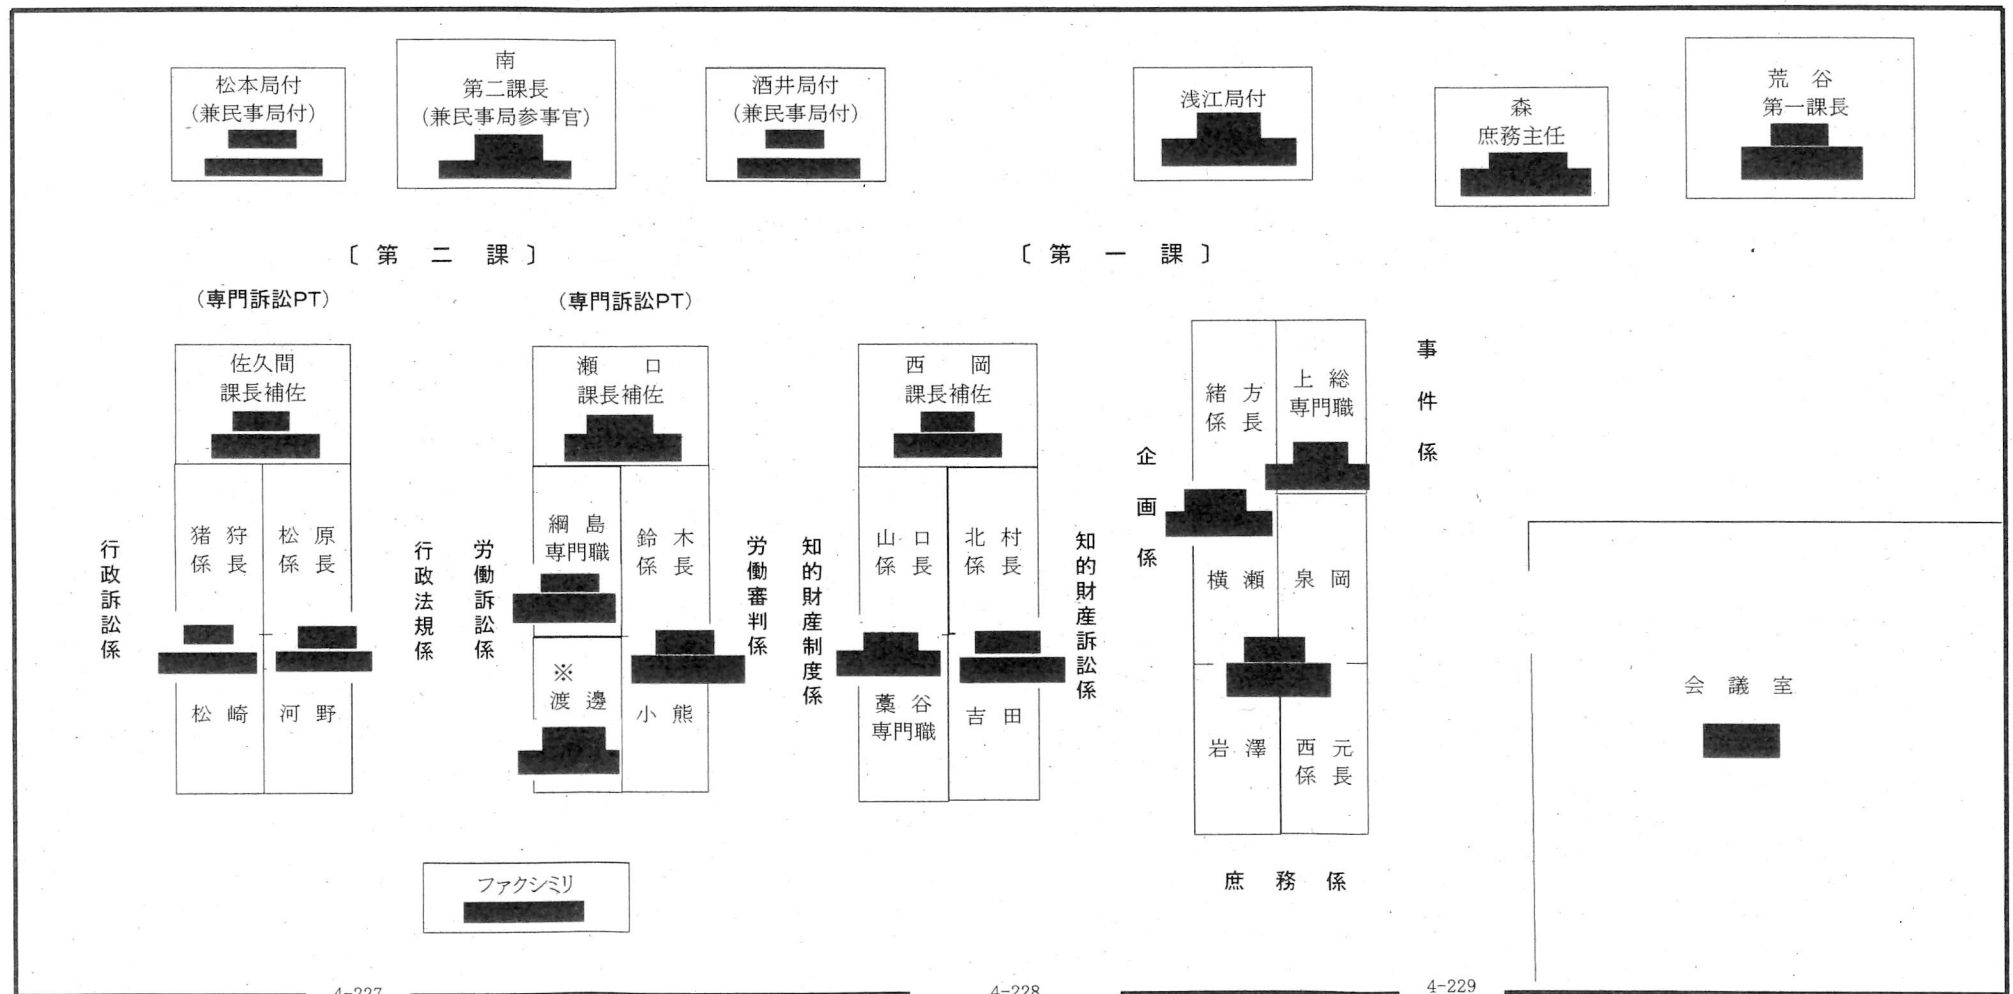 松本局付
(兼民事局付)
南
第二課長
(兼民事局参事官)
酒井局付
(兼民事局付)
浅江局付
森
庶務主任
荒 谷
第一課長
〔 第 二 課 〕
〔 第 一 課 〕
(専門訴訟PT)
(専門訴訟PT)
佐久間
課長補佐
瀬 口
課長補佐
西 岡
課長補佐
緒 方
係 長
上 総
専門職
事件係
企画係
行政訴訟係
猪 狩
係 長
松 原
係 長
行政法規係
労働訴訟係
綱 島
専門職
鈴 木
係 長
労働審判係
知的財産制度係
山 口
係 長
北 村
係 長
知的財産訴訟係
横 瀬
泉 岡
松 崎
河 野
※
渡 邉
小 熊
藁 谷
専門職
吉 田
岩 澤
西 元
係 長
会 議 室
ファクシミリ
庶 務 係
4-227
4-228
4-229